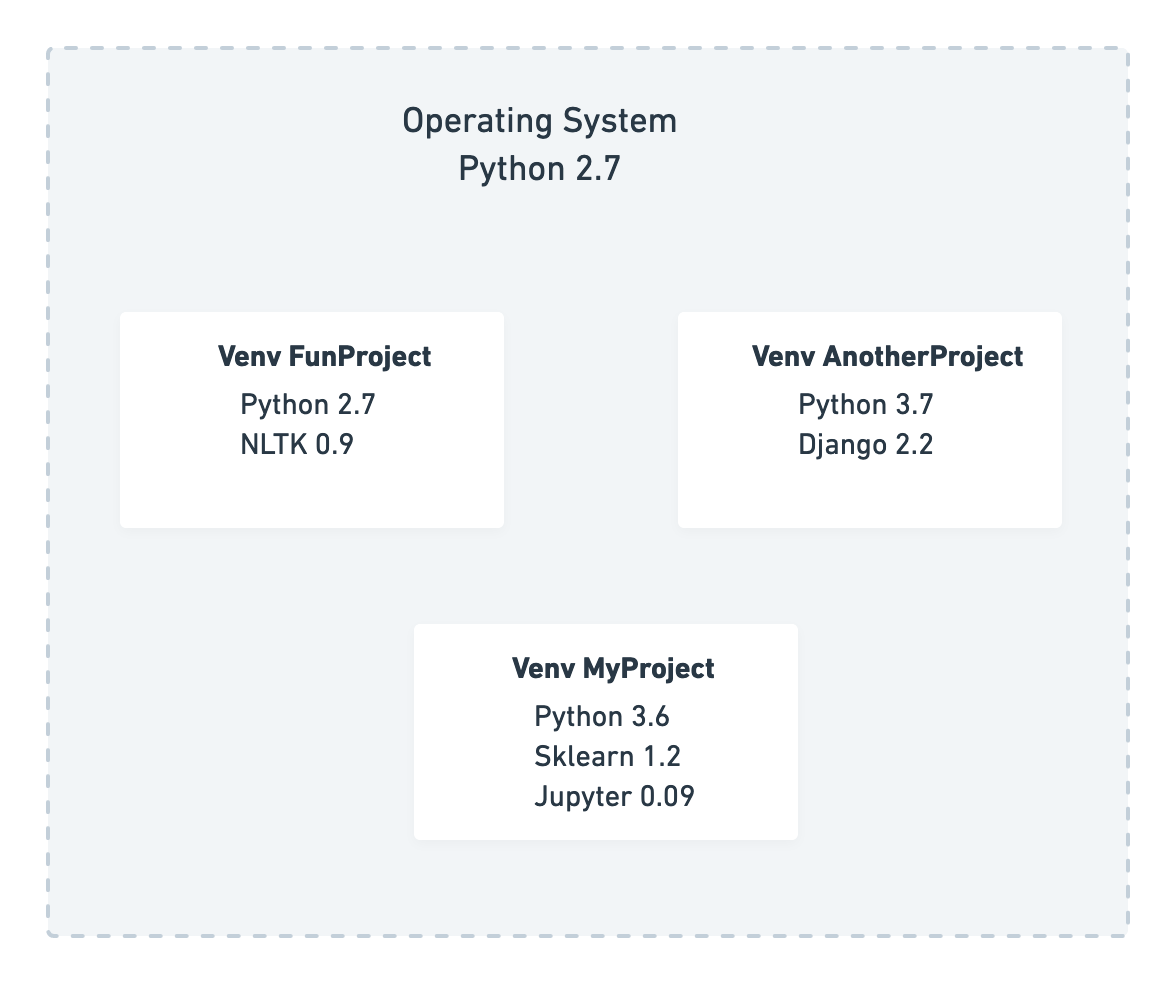 Operating System
Python 2.7
Venv FunProject
Python 2.7
NLTK 0.9
Venv AnotherProject
Python 3.7
Django 2.2
Venv MyProject
Python 3.6
Sklearn 1.2
Jupyter 0.09